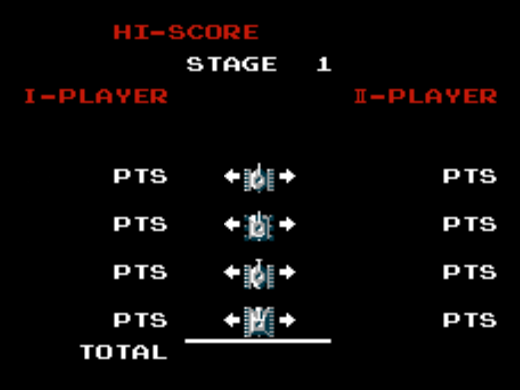 HI-SCORE
STAGE 1
I-PLAYER II-PLAYER
PTS PTS
PTS PTS
PTS PTS
PTS PTS
TOTAL